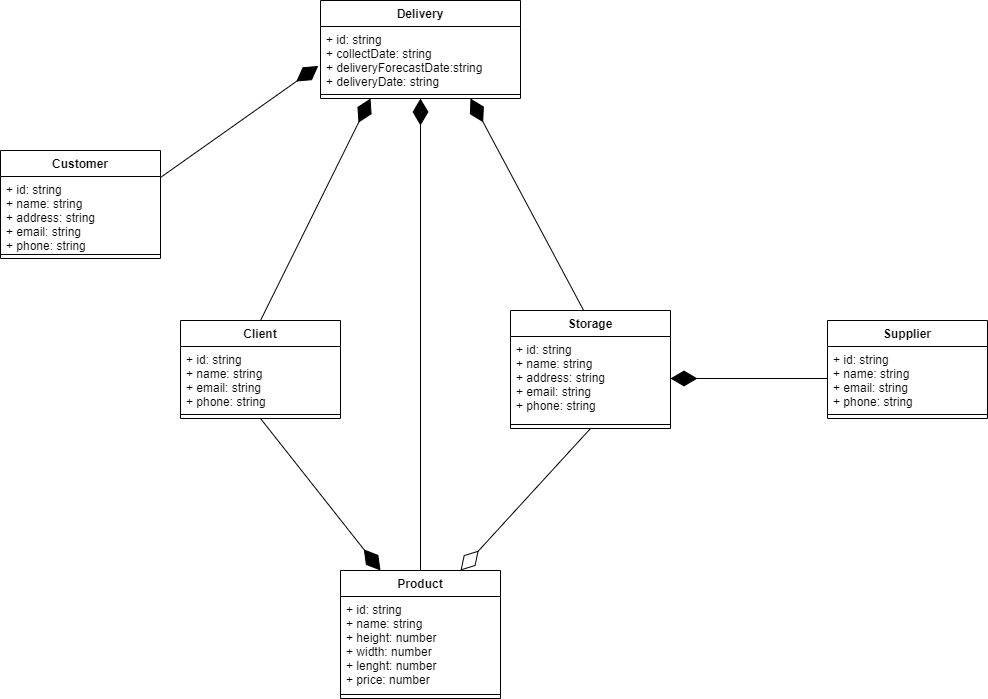 Delivery
+ id: string
+ collectDate: string
+ deliveryForecastDate:string
+ deliveryDate: string
Customer
+ id: string
+ name: string
+ address: string
+ email: string
+ phone: string
Client
+ id: string
+ name: string
+ email: string
+ phone: string
Storage
+ id: string
+ name: string
+ address: string
+ email: string
+ phone: string
Supplier
+ id: string
+ name: string
+ email: string
+ phone: string
Product
+ id: string
+ name: string
+ height: number
+ width: number
+ lenght: number
+ price: number